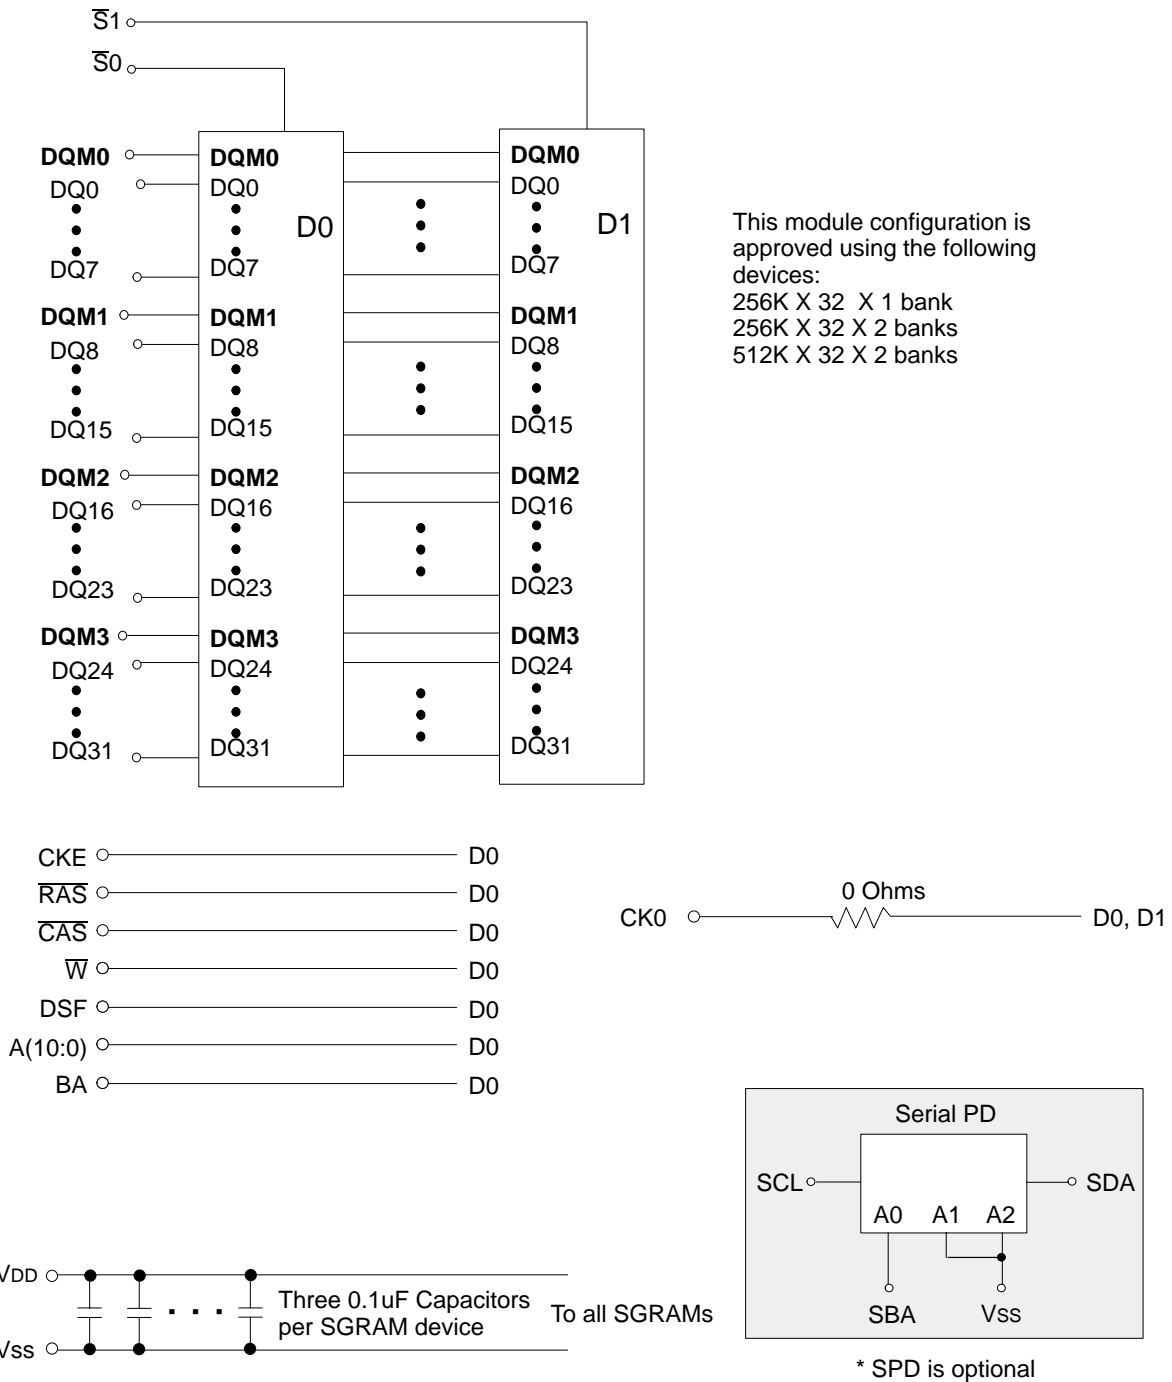 S̅1
S̅0
DQM0 DQM0 DQM0
DQ0 DQ0 DQ0
D0 D1
DQ7 DQ7 DQ7
DQM1 DQM1 DQM1
DQ8 DQ8 DQ8
DQ15 DQ15 DQ15
DQM2 DQM2 DQM2
DQ16 DQ16 DQ16
DQ23 DQ23 DQ23
DQM3 DQM3 DQM3
DQ24 DQ24 DQ24
DQ31 DQ31 DQ31
This module configuration is
approved using the following
devices:
256K X 32 X 1 bank
256K X 32 X 2 banks
512K X 32 X 2 banks
CKE D0
R̅A̅S̅ D0
C̅A̅S̅ D0
W̅ D0
DSF D0
A(10:0) D0
BA D0
0 Ohms
CK0 D0, D1
Serial PD
SCL SDA
A0 A1 A2
SBA Vss
* SPD is optional
VDD
Three 0.1uF Capacitors
per SGRAM device
To all SGRAMs
Vss